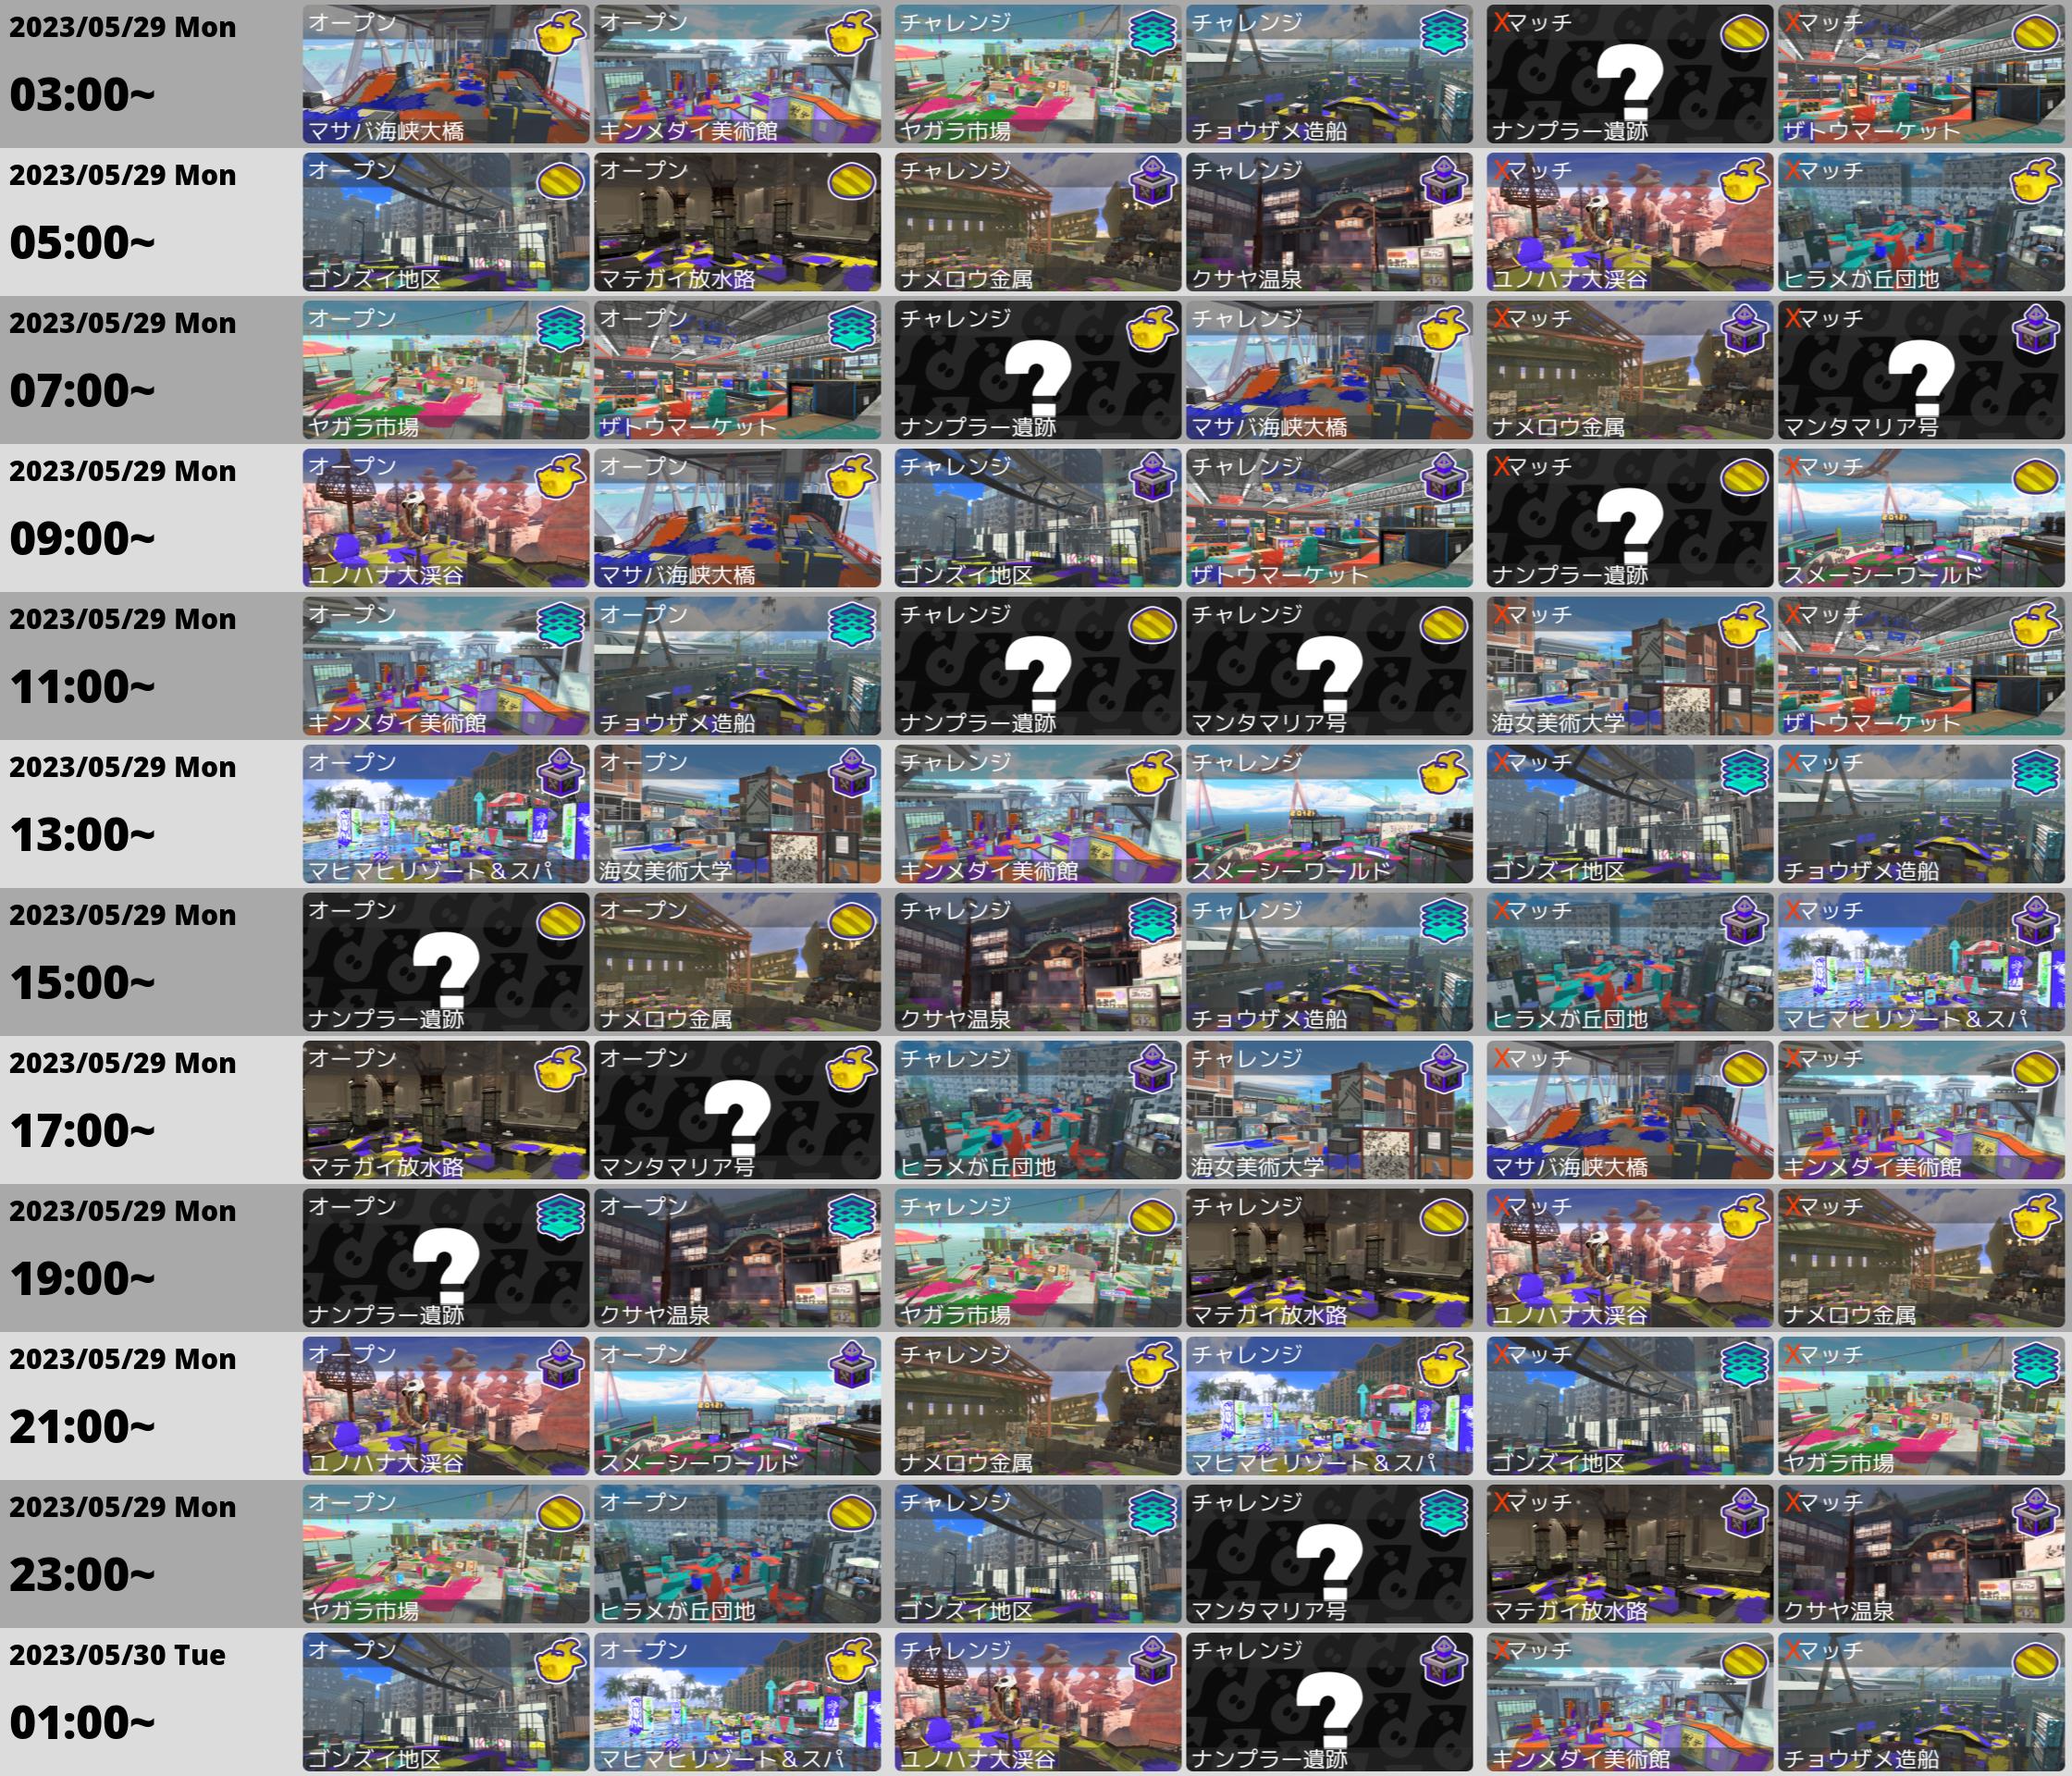 2023/05/29 Mon
03:00~
オープン オープン チャレンジ チャレンジ Xマッチ Xマッチ
マサバ海峡大橋 キンメダイ美術館 ヤガラ市場 チョウザメ造船 ナンプラー遺跡 ザトウマーケット
2023/05/29 Mon
05:00~
オープン オープン チャレンジ チャレンジ Xマッチ Xマッチ
ゴンズイ地区 マテガイ放水路 ナメロウ金属 クサヤ温泉 ユノハナ大渓谷 ヒラメが丘団地
2023/05/29 Mon
07:00~
オープン オープン チャレンジ チャレンジ Xマッチ Xマッチ
ヤガラ市場 ザトウマーケット ナンプラー遺跡 マサバ海峡大橋 ナメロウ金属 マンタマリア号
2023/05/29 Mon
09:00~
オープン オープン チャレンジ チャレンジ Xマッチ Xマッチ
ユノハナ大渓谷 マサバ海峡大橋 ゴンズイ地区 ザトウマーケット ナンプラー遺跡 スメーシーワールド
2023/05/29 Mon
11:00~
オープン オープン チャレンジ チャレンジ Xマッチ Xマッチ
キンメダイ美術館 チョウザメ造船 ナンプラー遺跡 マンタマリア号 海女美術大学 ザトウマーケット
2023/05/29 Mon
13:00~
オープン オープン チャレンジ チャレンジ Xマッチ Xマッチ
マヒマヒリゾート＆スパ 海女美術大学 キンメダイ美術館 スメーシーワールド ゴンズイ地区 チョウザメ造船
2023/05/29 Mon
15:00~
オープン オープン チャレンジ チャレンジ Xマッチ Xマッチ
ナンプラー遺跡 ナメロウ金属 クサヤ温泉 チョウザメ造船 ヒラメが丘団地 マヒマヒリゾート＆スパ
2023/05/29 Mon
17:00~
オープン オープン チャレンジ チャレンジ Xマッチ Xマッチ
マテガイ放水路 マンタマリア号 ヒラメが丘団地 海女美術大学 マサバ海峡大橋 キンメダイ美術館
2023/05/29 Mon
19:00~
オープン オープン チャレンジ チャレンジ Xマッチ Xマッチ
ナンプラー遺跡 クサヤ温泉 ヤガラ市場 マテガイ放水路 ユノハナ大渓谷 ナメロウ金属
2023/05/29 Mon
21:00~
オープン オープン チャレンジ チャレンジ Xマッチ Xマッチ
ユノハナ大渓谷 スメーシーワールド ナメロウ金属 マヒマヒリゾート＆スパ ゴンズイ地区 ヤガラ市場
2023/05/29 Mon
23:00~
オープン オープン チャレンジ チャレンジ Xマッチ Xマッチ
ヤガラ市場 ヒラメが丘団地 ゴンズイ地区 マンタマリア号 マテガイ放水路 クサヤ温泉
2023/05/30 Tue
01:00~
オープン オープン チャレンジ チャレンジ Xマッチ Xマッチ
ゴンズイ地区 マヒマヒリゾート＆スパ ユノハナ大渓谷 ナンプラー遺跡 キンメダイ美術館 チョウザメ造船